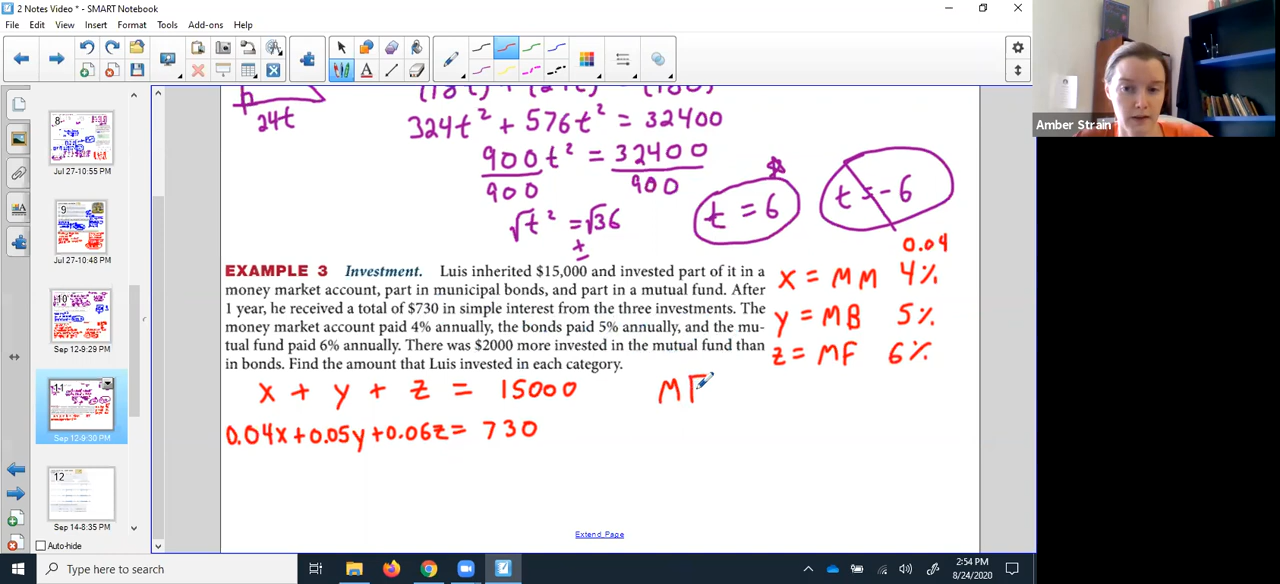 2 Notes Video * - SMART Notebook
File Edit View Insert Format Tools Add-ons Help
Amber Strain
8
Jul 27-10:55 PM
9
Jul 27-10:48 PM
10
Sep 12-9:29 PM
Sep 12-9:30 PM
12
Sep 14-8:35 PM
Auto-hide
24t
324t² + 576t² = 32400
900t² = 32400
900 900
√t² = √36
±
t = 6
t = -6
EXAMPLE 3 Investment. Luis inherited $15,000 and invested part of it in a
money market account, part in municipal bonds, and part in a mutual fund. After
1 year, he received a total of $730 in simple interest from the three investments. The
money market account paid 4% annually, the bonds paid 5% annually, and the mu-
tual fund paid 6% annually. There was $2000 more invested in the mutual fund than
in bonds. Find the amount that Luis invested in each category.
0.04
x = MM 4%
y = MB 5%
z = MF 6%
x + y + z = 15000
MF
0.04x+0.05y+0.06z= 730
Extend Page
Type here to search
2:54 PM
8/24/2020